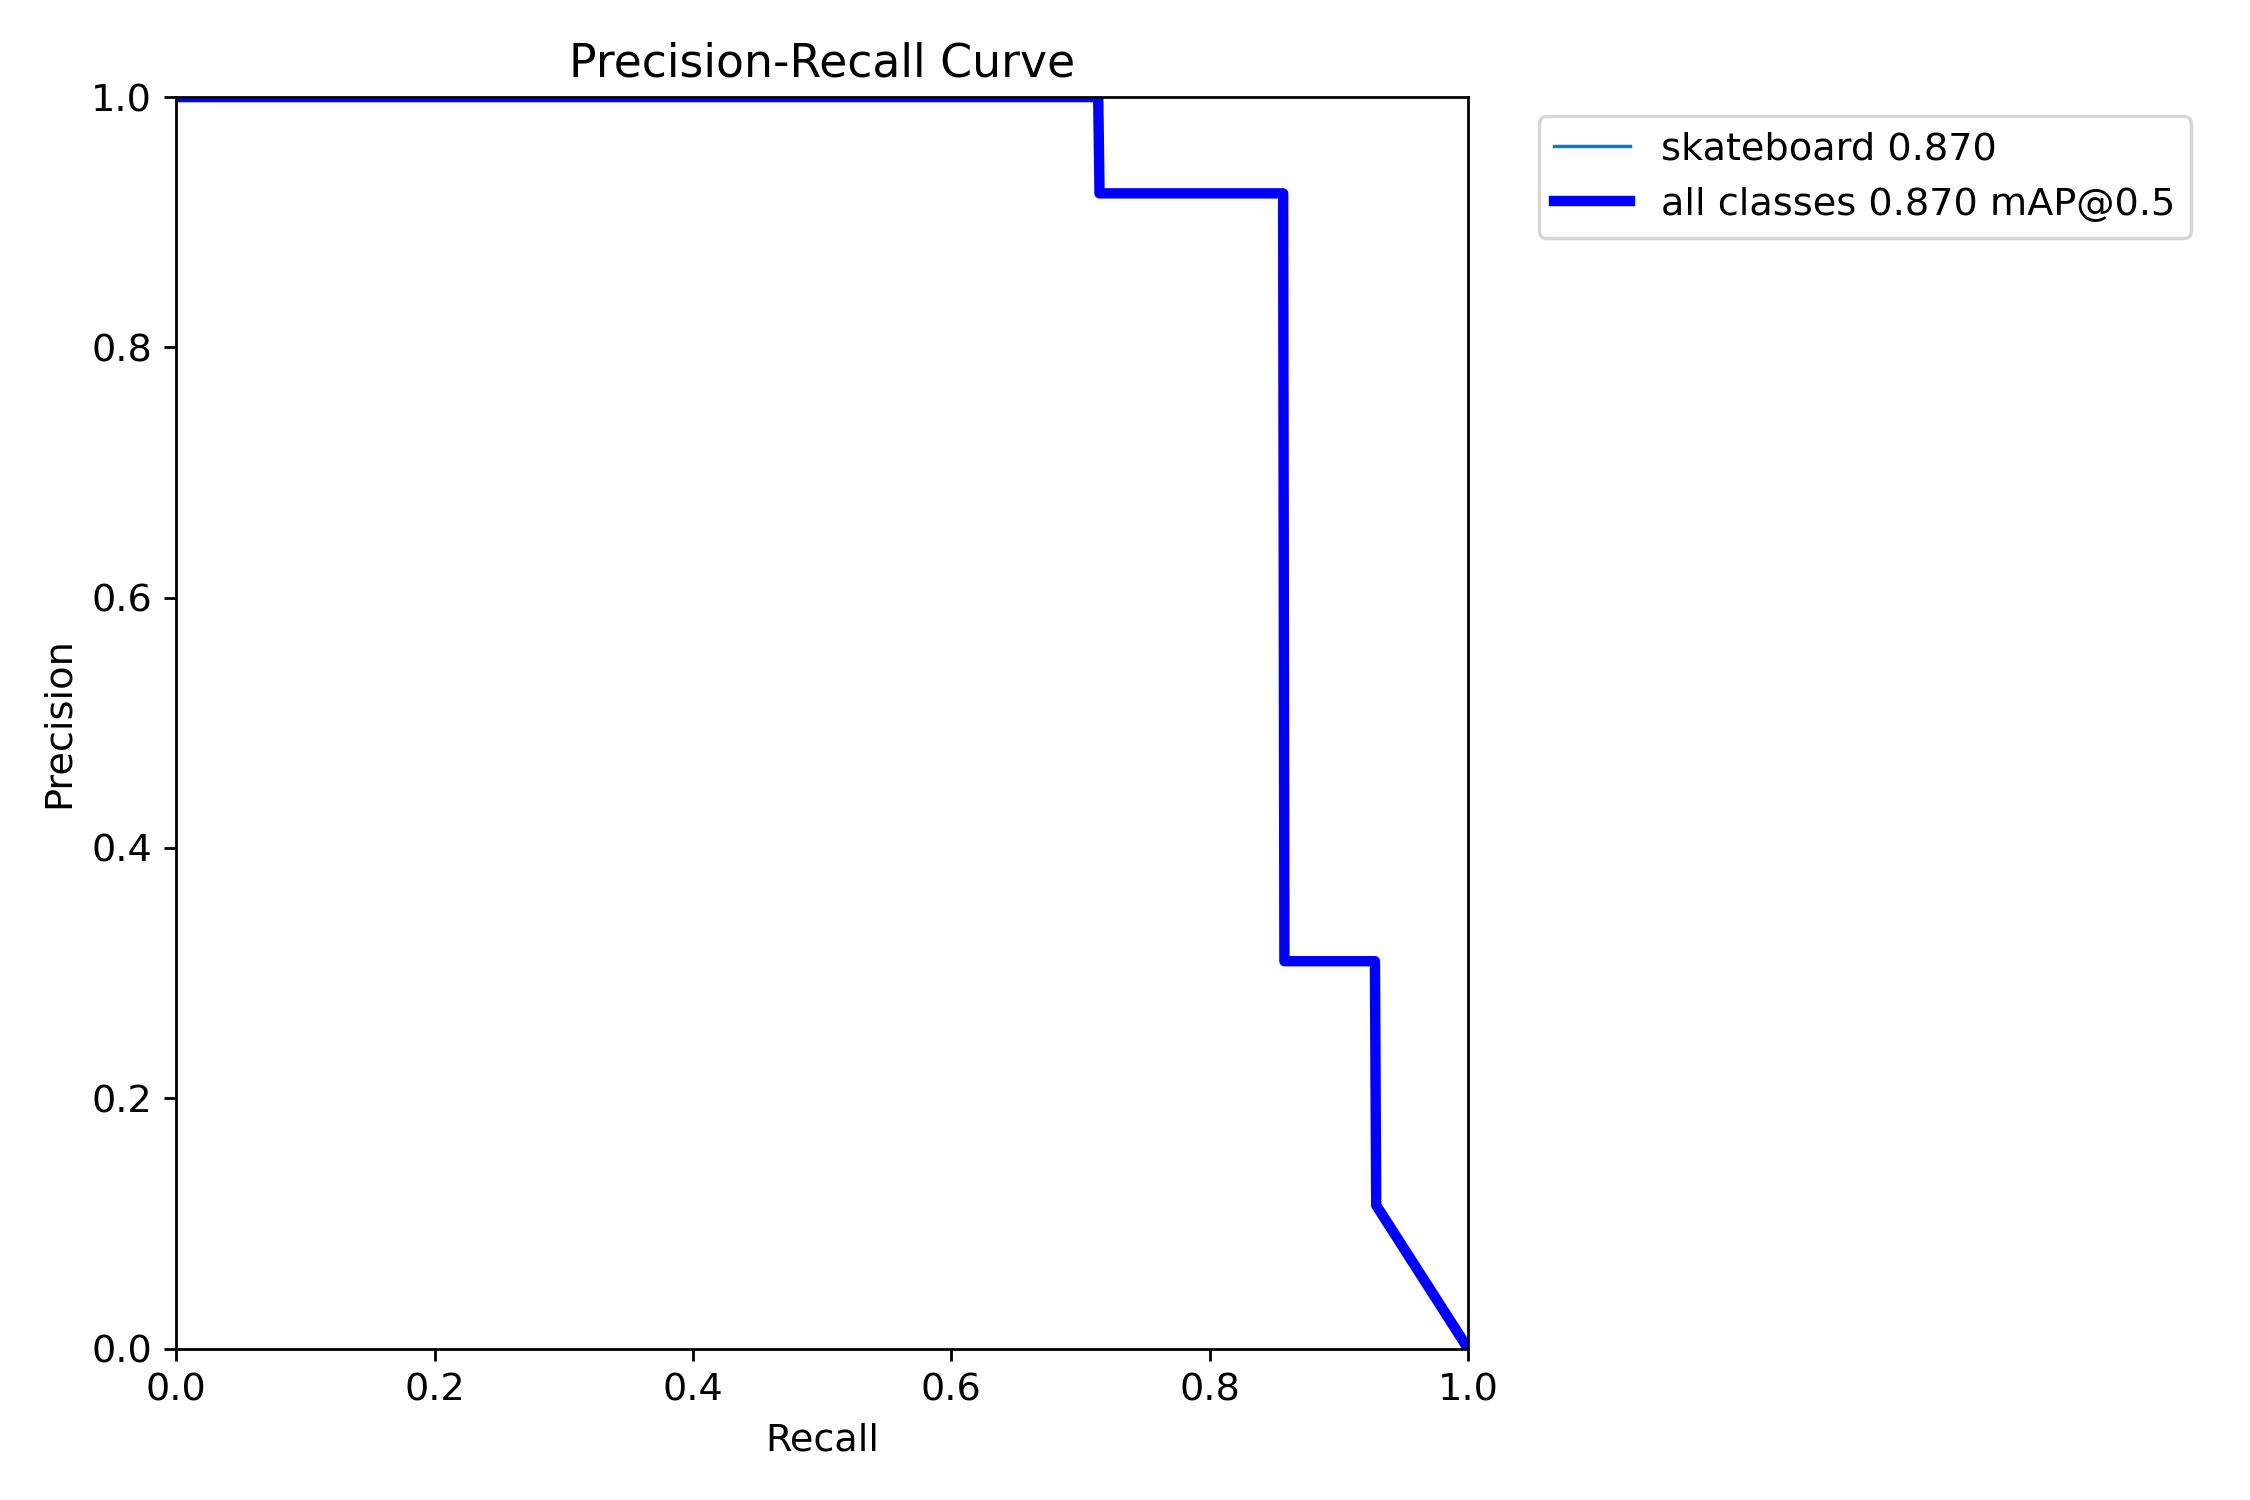 Precision-Recall Curve
skateboard 0.870
all classes 0.870 mAP@0.5
Precision
1.0
0.8
0.6
0.4
0.2
0.0
0.0 0.2 0.4 0.6 0.8 1.0
Recall